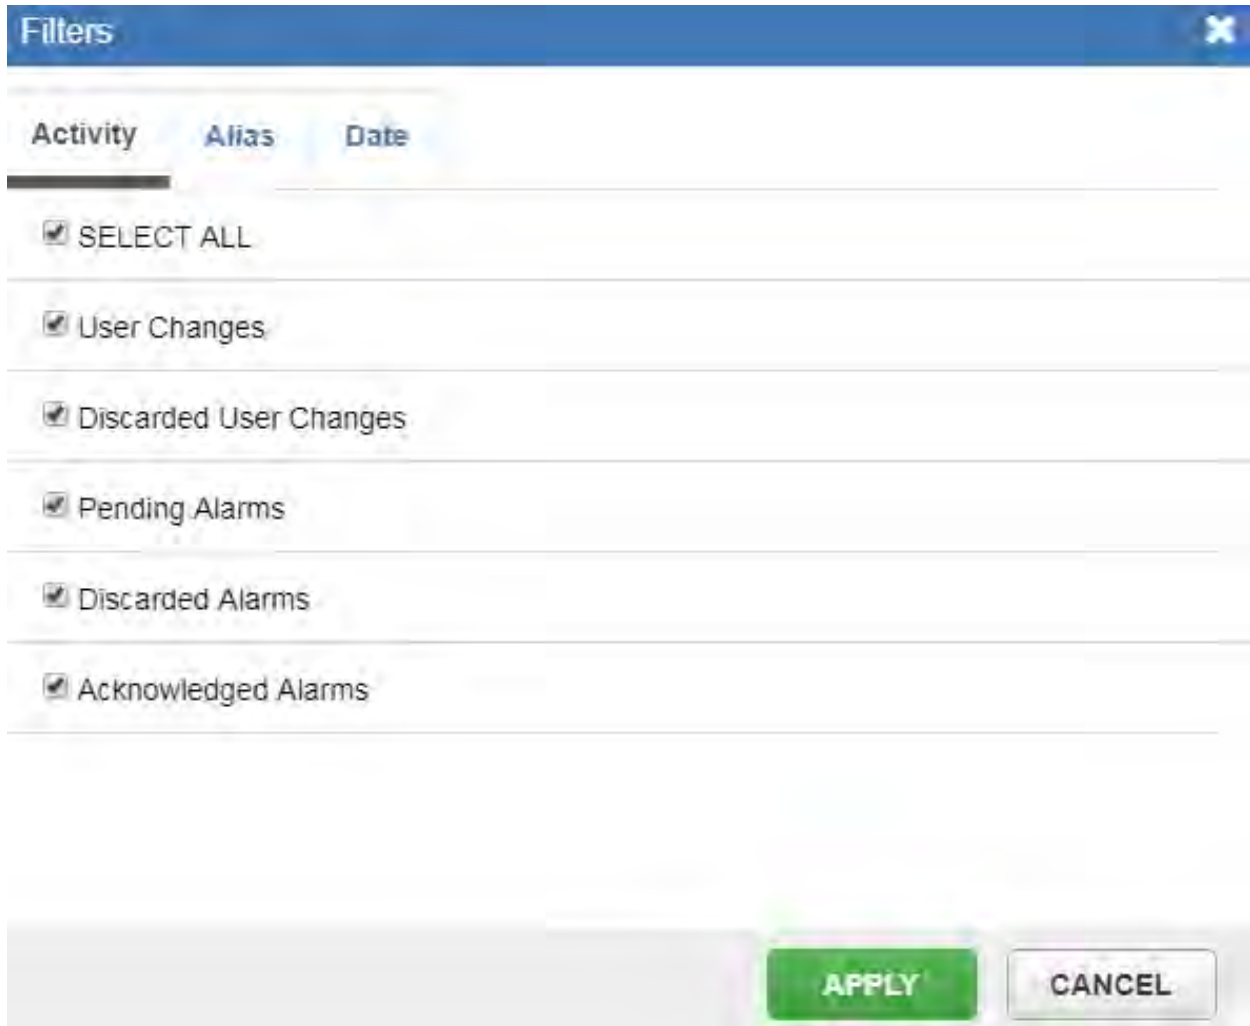 Filters
Activity Alias Date
SELECT ALL
User Changes
Discarded User Changes
Pending Alarms
Discarded Alarms
Acknowledged Alarms
APPLY CANCEL